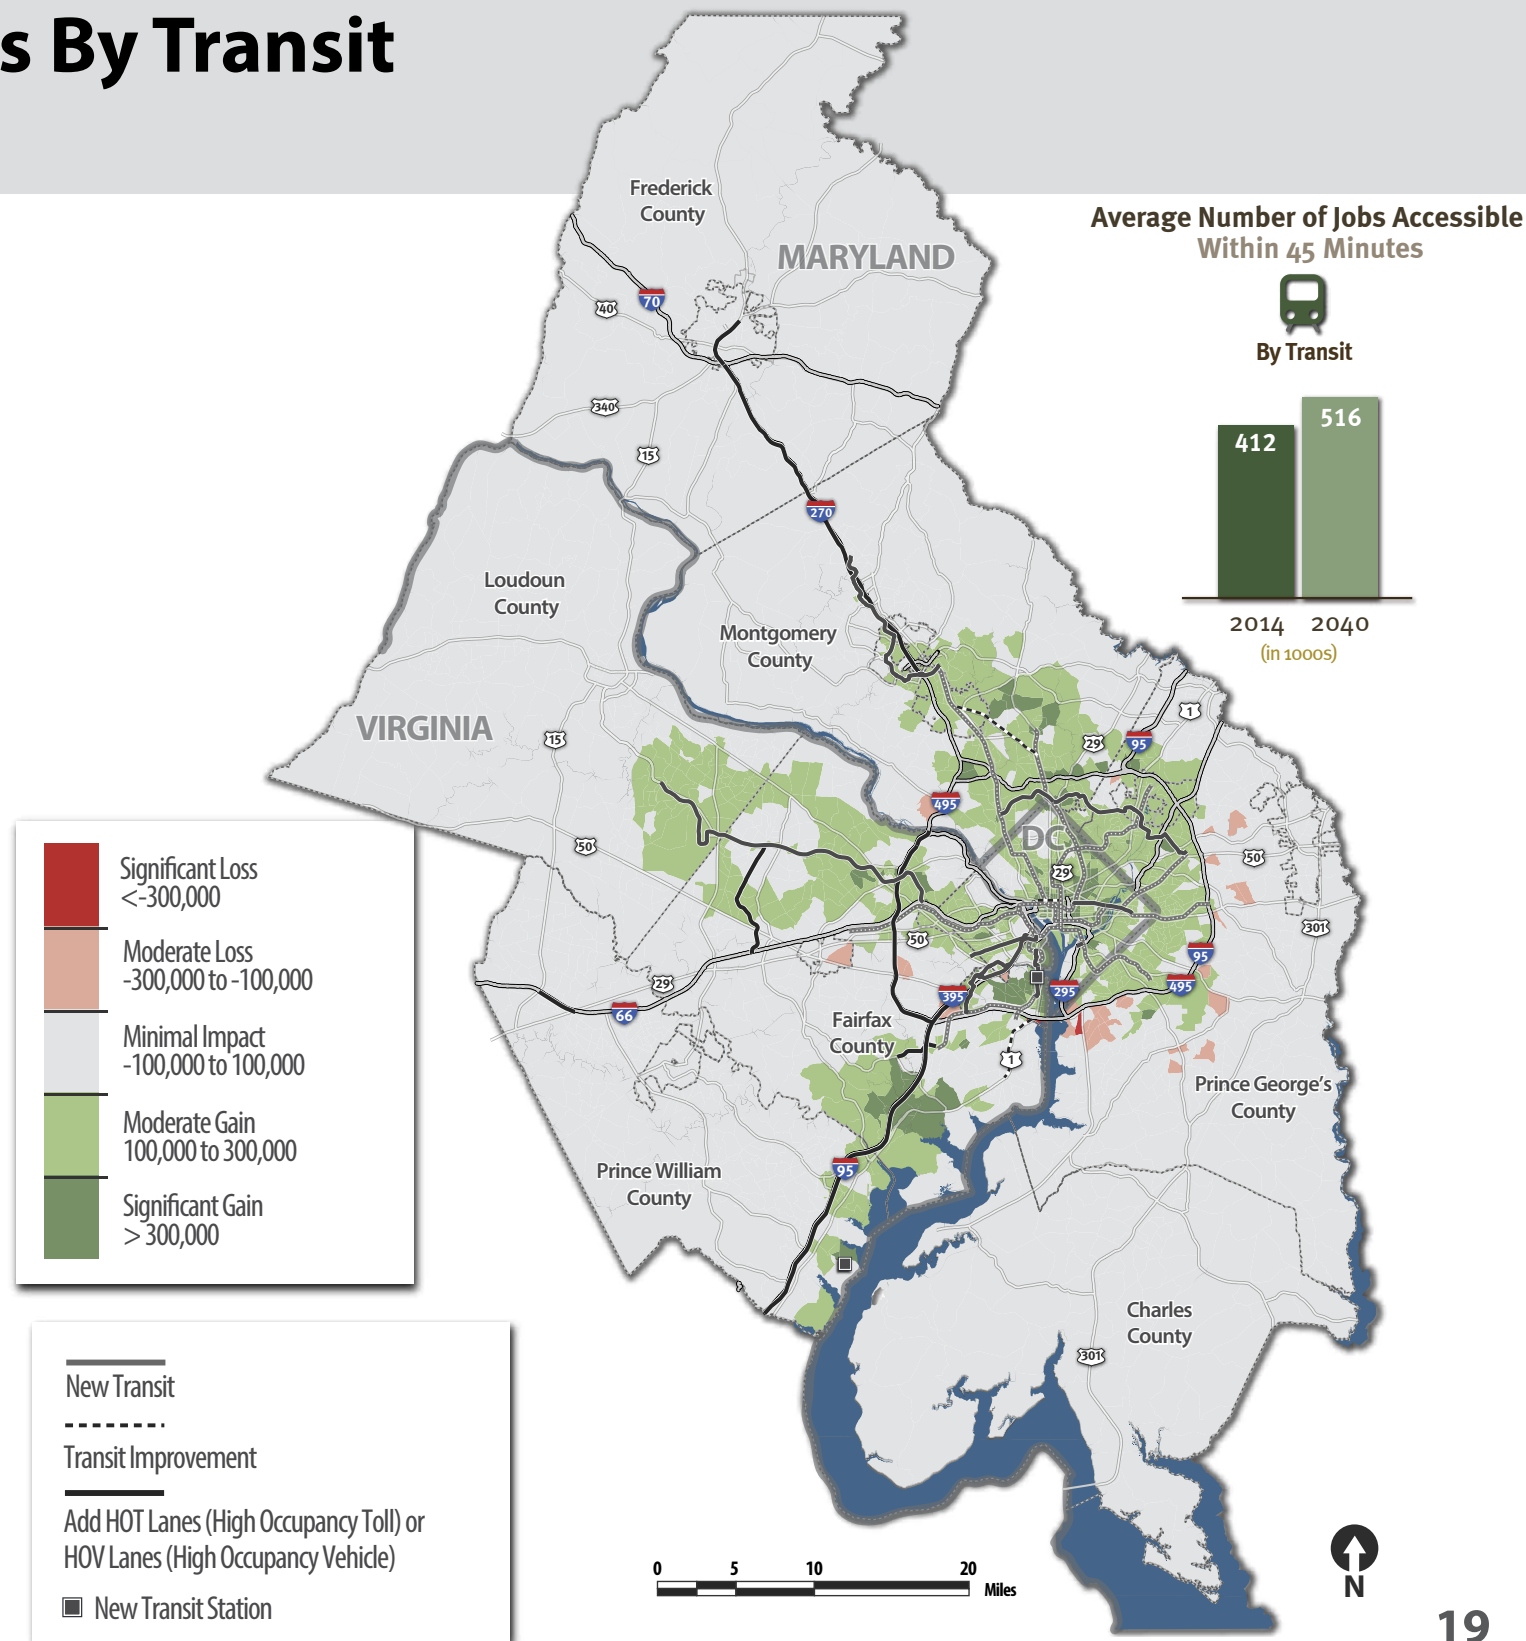 s By Transit
Frederick
County
MARYLAND
Average Number of Jobs Accessible
Within 45 Minutes
By Transit
412
516
2014
2040
(in 1000s)
70
40
340
15
270
Loudoun
County
Montgomery
County
VIRGINIA
15
1
29
95
495
DC
50
29
50
301
50
95
29
395
295
495
66
Fairfax
County
1
Prince George's
County
Prince William
County
95
Charles
County
301
Significant Loss
<-300,000
Moderate Loss
-300,000 to -100,000
Minimal Impact
-100,000 to 100,000
Moderate Gain
100,000 to 300,000
Significant Gain
> 300,000
New Transit
Transit Improvement
Add HOT Lanes (High Occupancy Toll) or
HOV Lanes (High Occupancy Vehicle)
New Transit Station
0 5 10 20
Miles
N
19